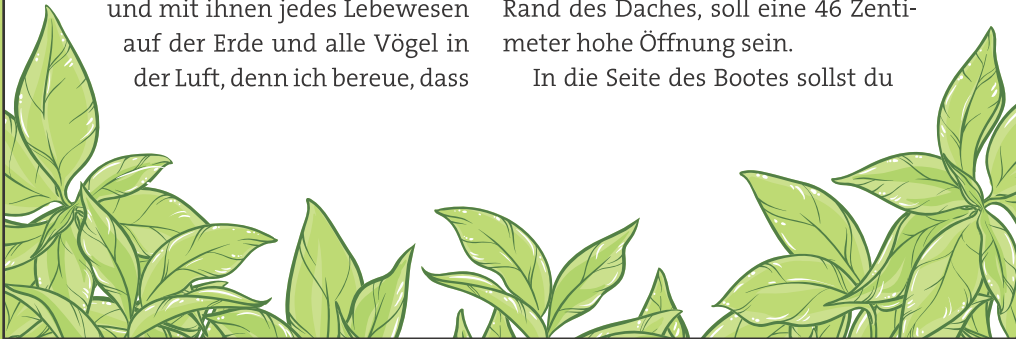 und mit ihnen jedes Lebewesen
auf der Erde und alle Vögel in
der Luft, denn ich bereue, dass
Rand des Daches, soll eine 46 Zenti-
meter hohe Öffnung sein.
In die Seite des Bootes sollst du